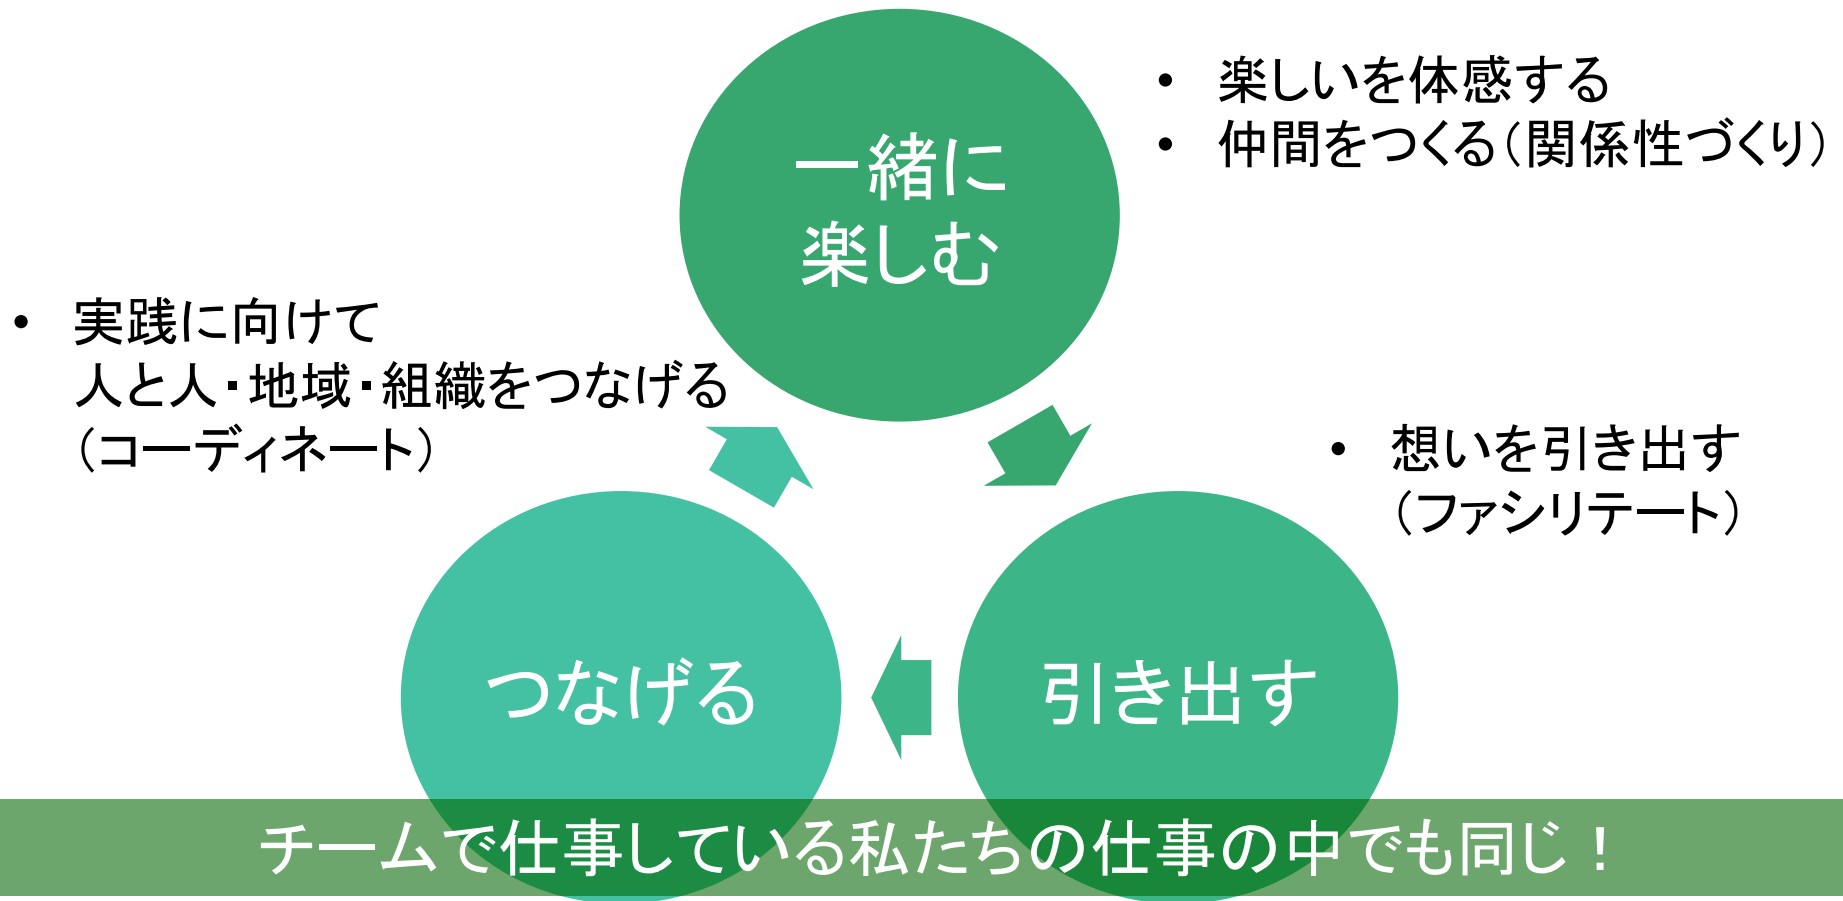 一緒に
楽しむ
• 楽しいを体感する
• 仲間をつくる（関係性づくり）
引き出す
• 想いを引き出す
（ファシリテート）
つなげる
• 実践に向けて
人と人・地域・組織をつなげる
（コーディネート）
チームで仕事している私たちの仕事の中でも同じ！